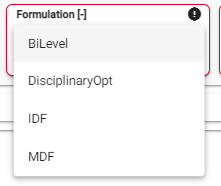 Formulation [-]
BiLevel
DisciplinaryOpt
IDF
MDF